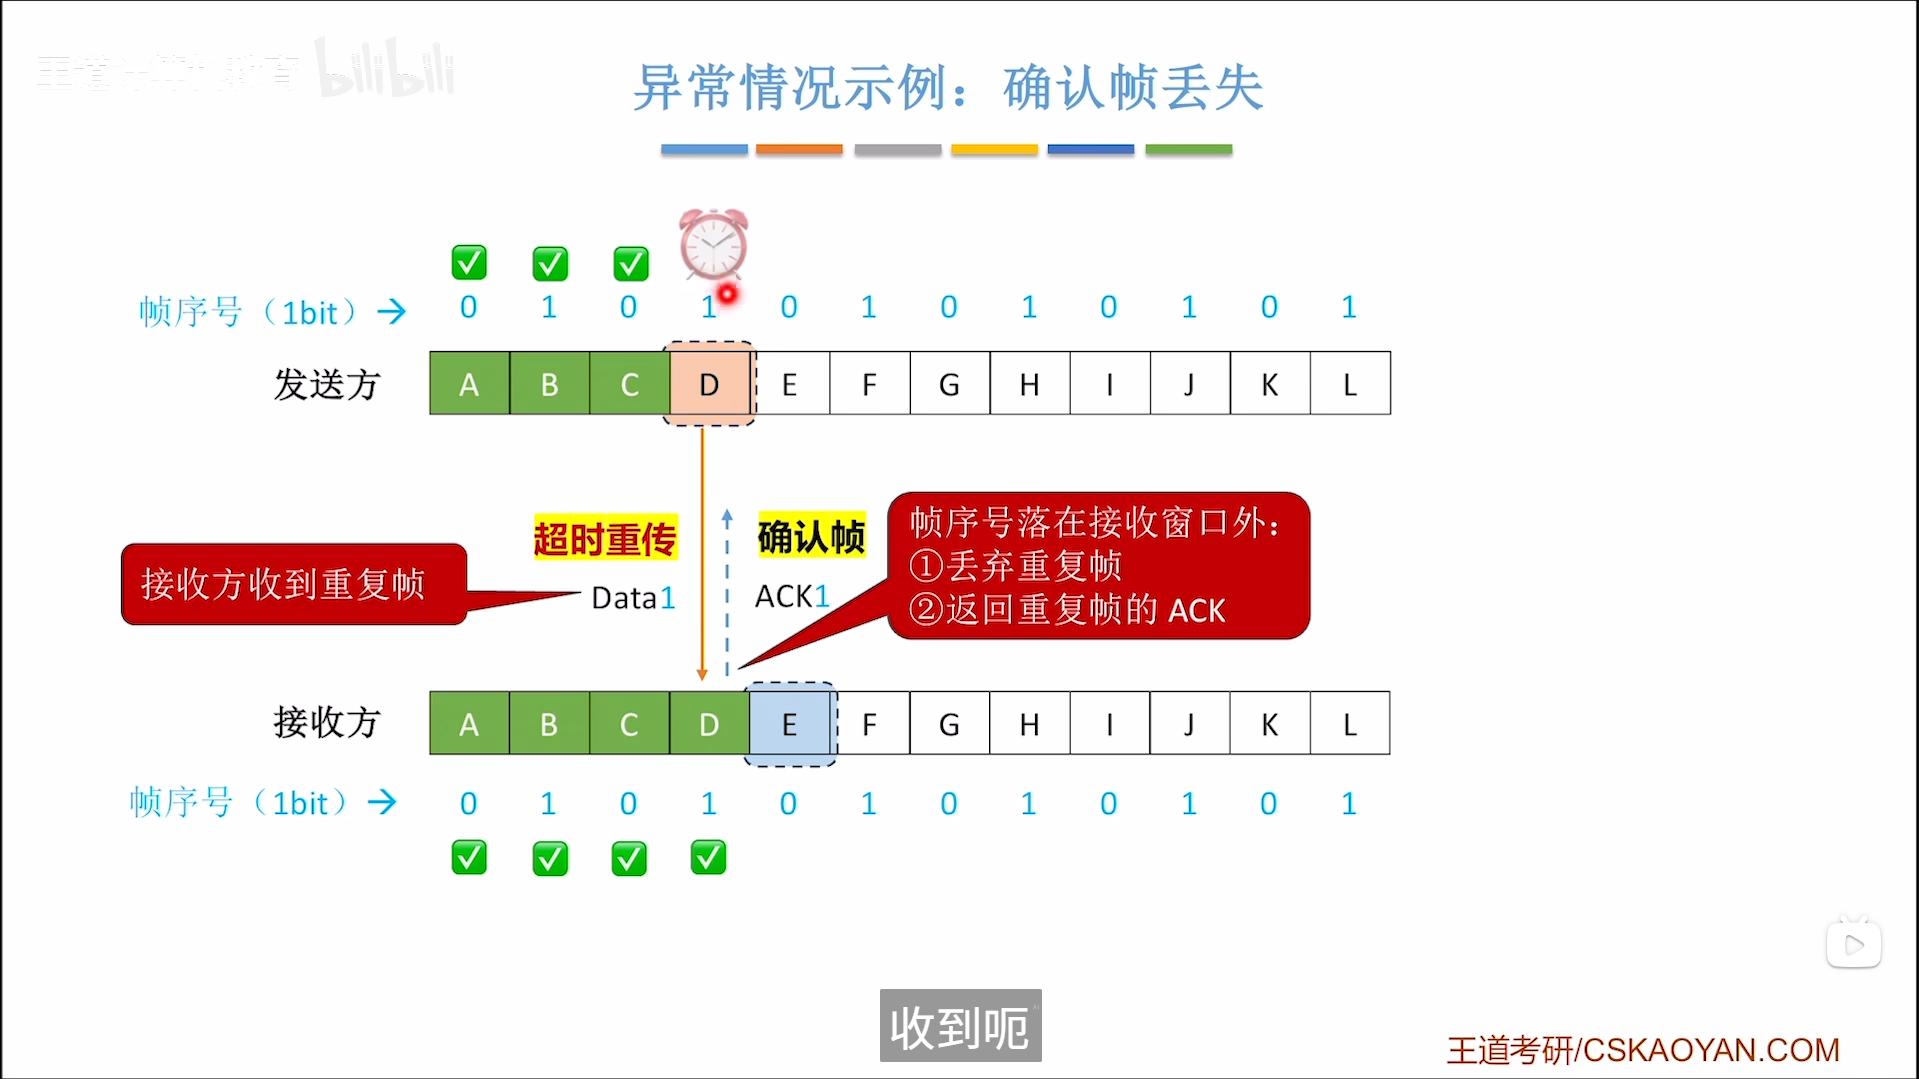 王道计算机教育 bilibili
异常情况示例：确认帧丢失
帧序号（1bit）→ 0 1 0 1 0 1 0 1 0 1 0 1
发送方 A B C D E F G H I J K L
超时重传 确认帧
Data1 ACK1
接收方收到重复帧
帧序号落在接收窗口外：
①丢弃重复帧
②返回重复帧的 ACK
接收方 A B C D E F G H I J K L
帧序号（1bit）→ 0 1 0 1 0 1 0 1 0 1 0 1
收到呃
王道考研/CSKAOYAN.COM